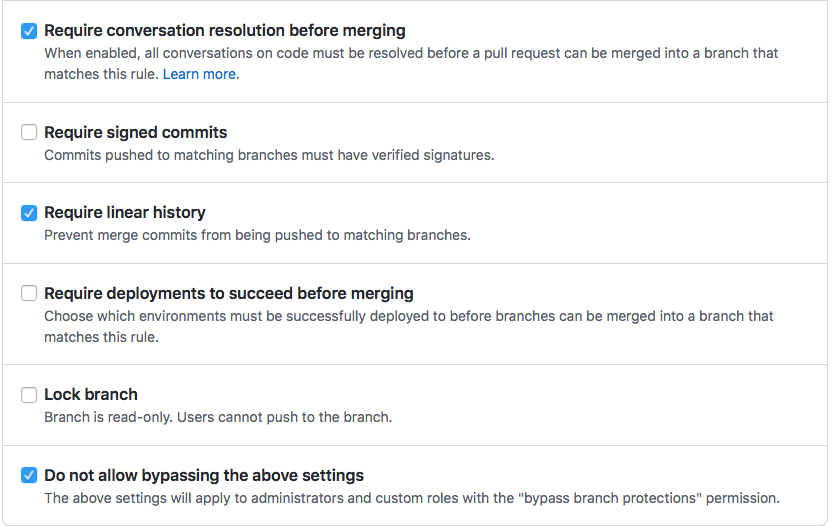 Require conversation resolution before merging
When enabled, all conversations on code must be resolved before a pull request can be merged into a branch that
matches this rule. Learn more.
Require signed commits
Commits pushed to matching branches must have verified signatures.
Require linear history
Prevent merge commits from being pushed to matching branches.
Require deployments to succeed before merging
Choose which environments must be successfully deployed to before branches can be merged into a branch that
matches this rule.
Lock branch
Branch is read-only. Users cannot push to the branch.
Do not allow bypassing the above settings
The above settings will apply to administrators and custom roles with the "bypass branch protections" permission.